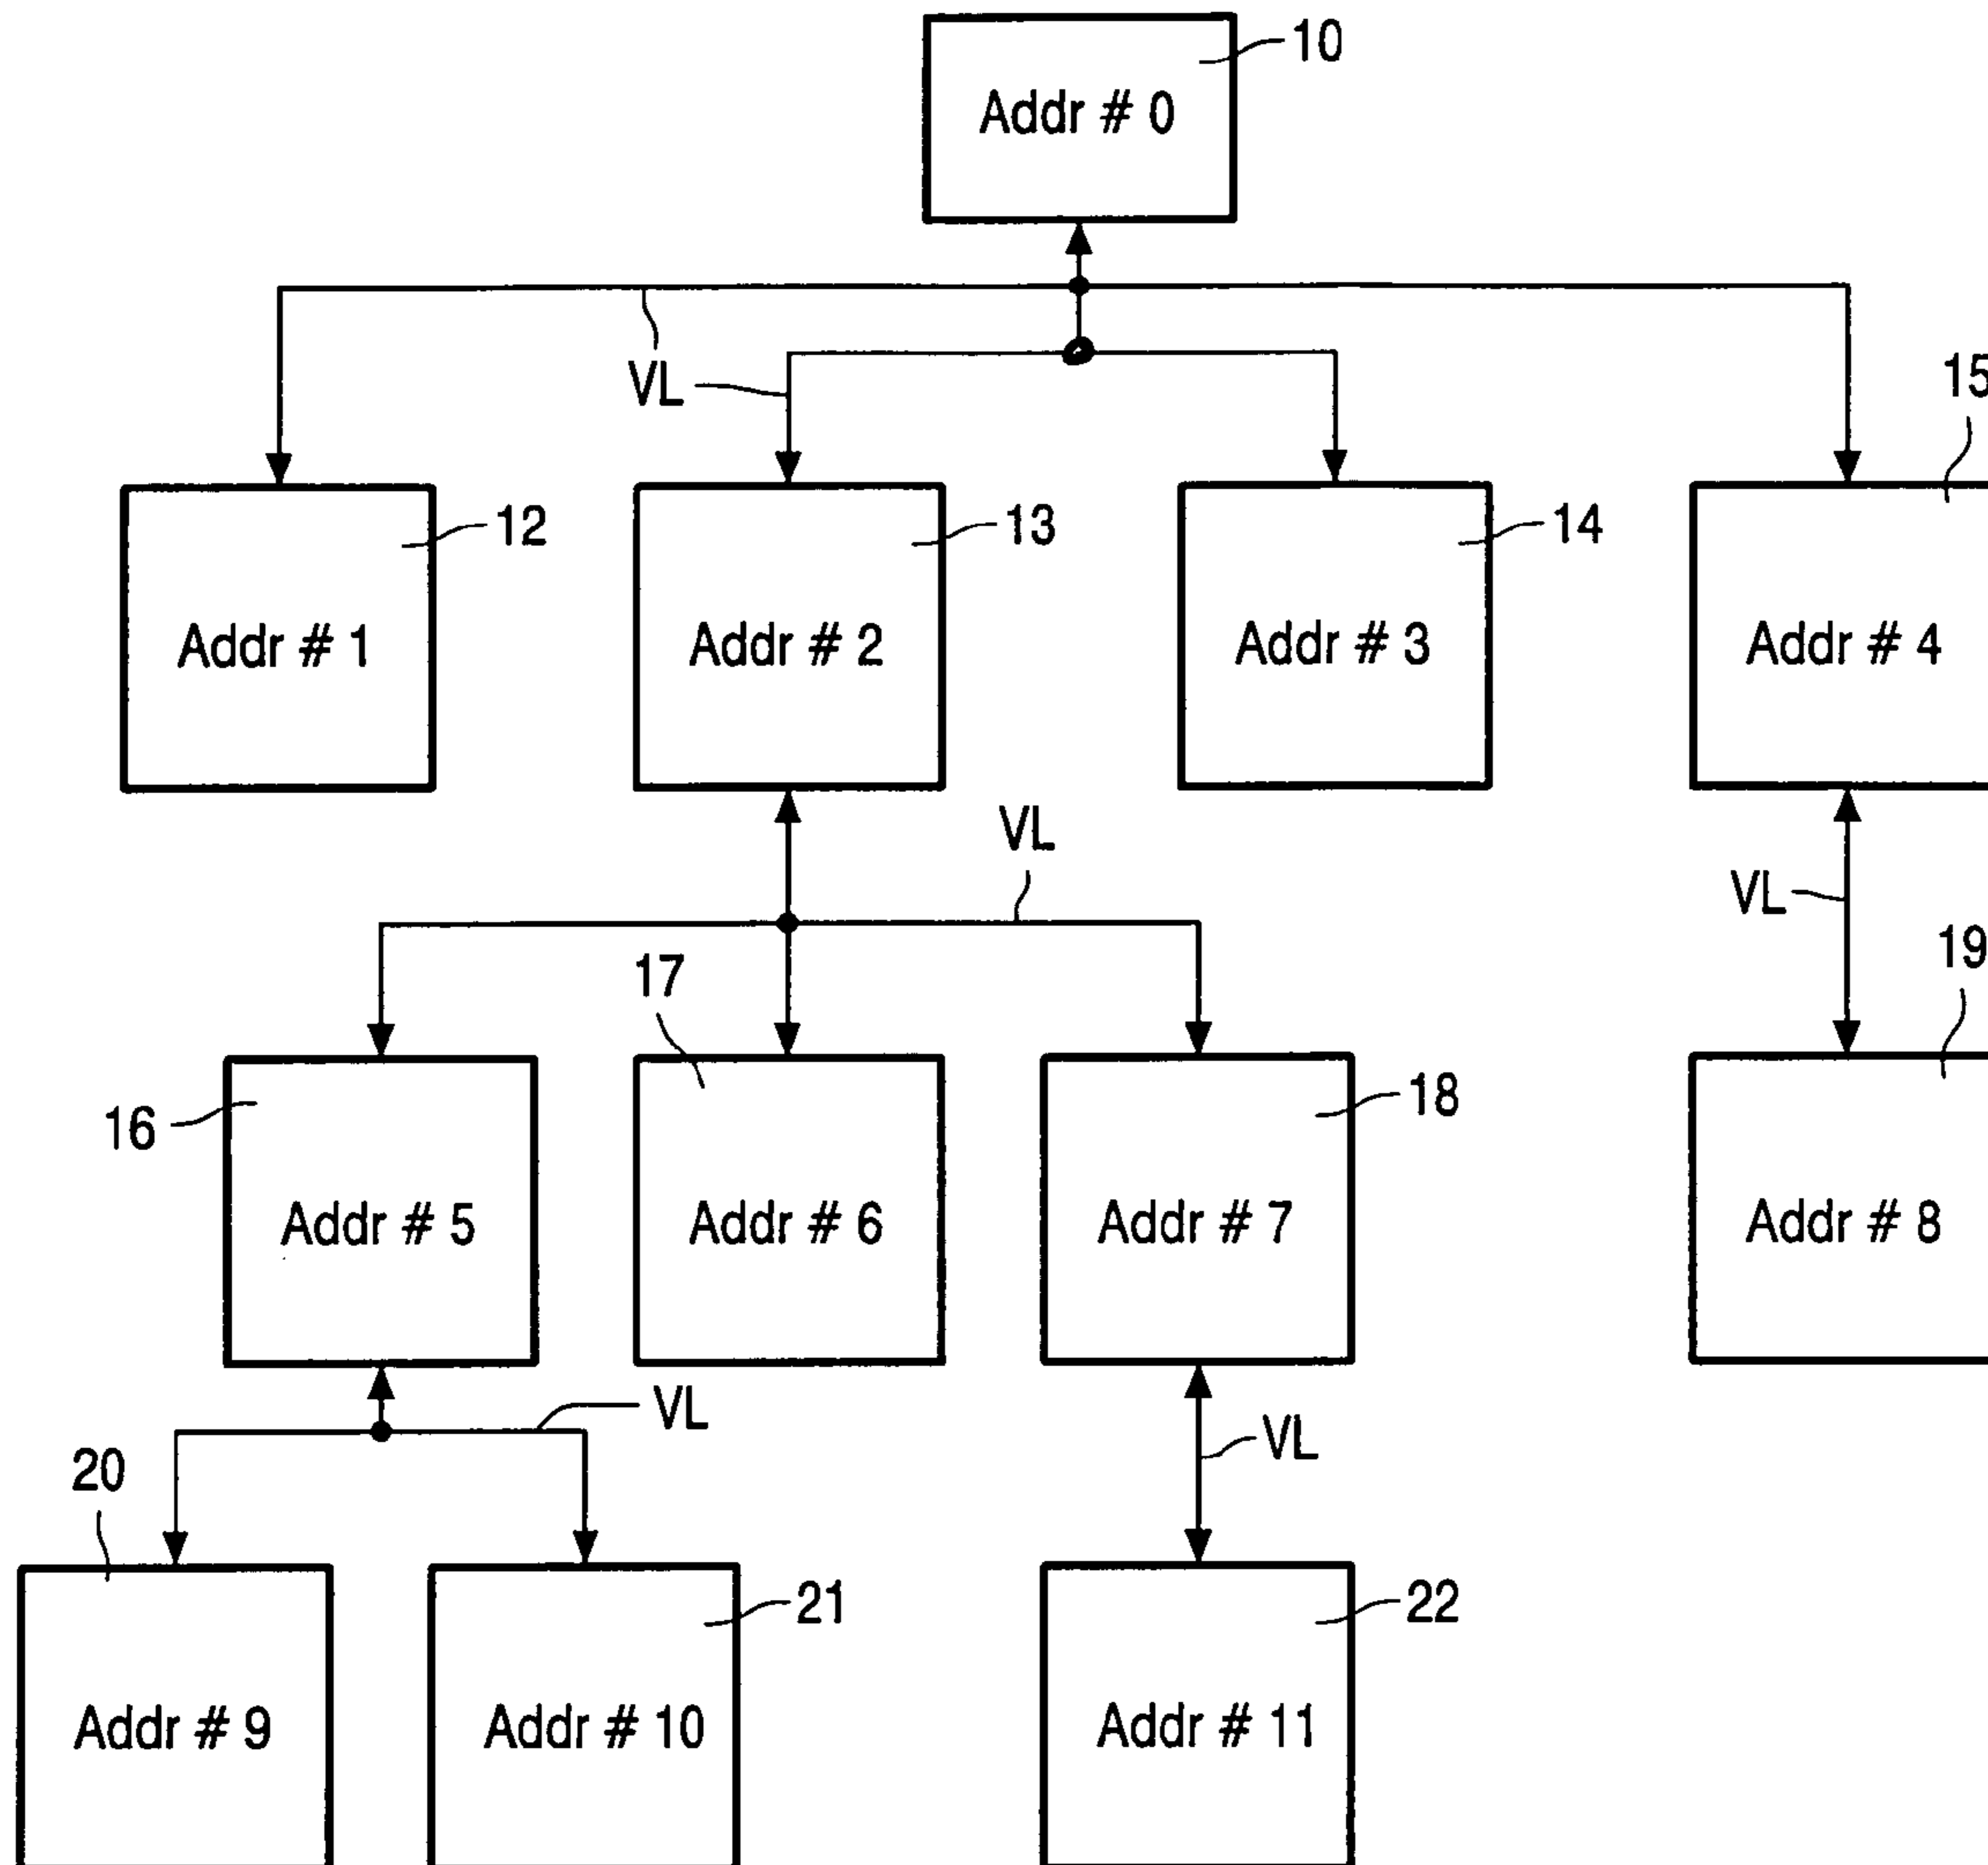 10
Addr # 0
VL
15
12
13
14
Addr # 1
Addr # 2
Addr # 3
Addr # 4
VL
VL
17
19
16
18
Addr # 5
Addr # 6
Addr # 7
Addr # 8
VL
VL
20
21
22
Addr # 9
Addr # 10
Addr # 11